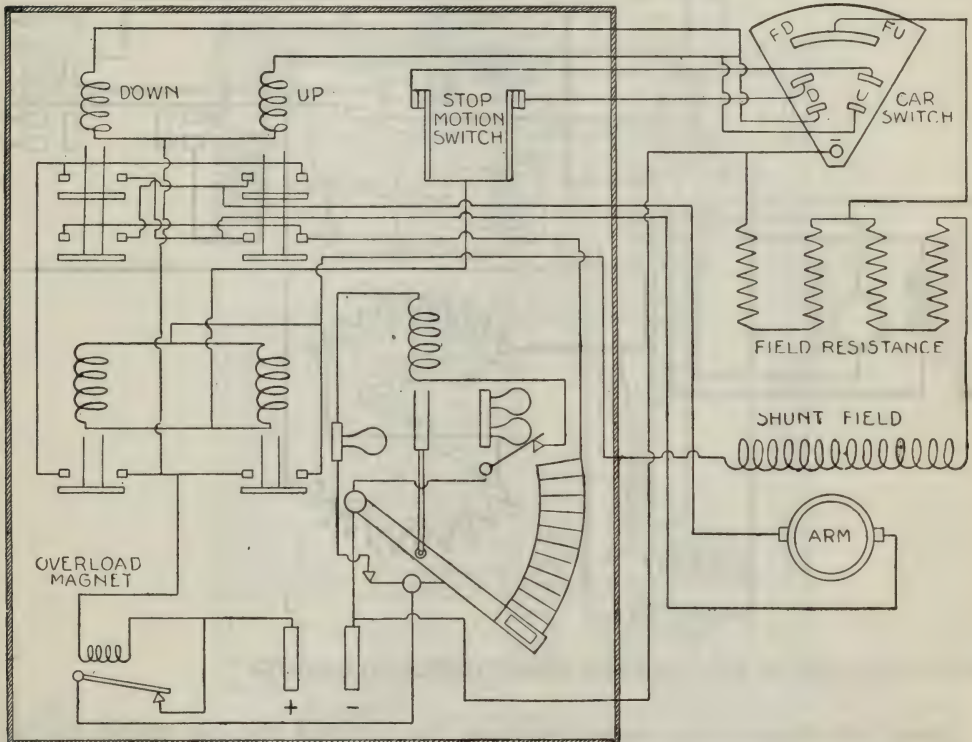 FD FU
DOWN
UP
STOP
MOTION
SWITCH
D U
CAR
SWITCH
−
FIELD RESISTANCE
SHUNT FIELD
ARM
OVERLOAD
MAGNET
+ −